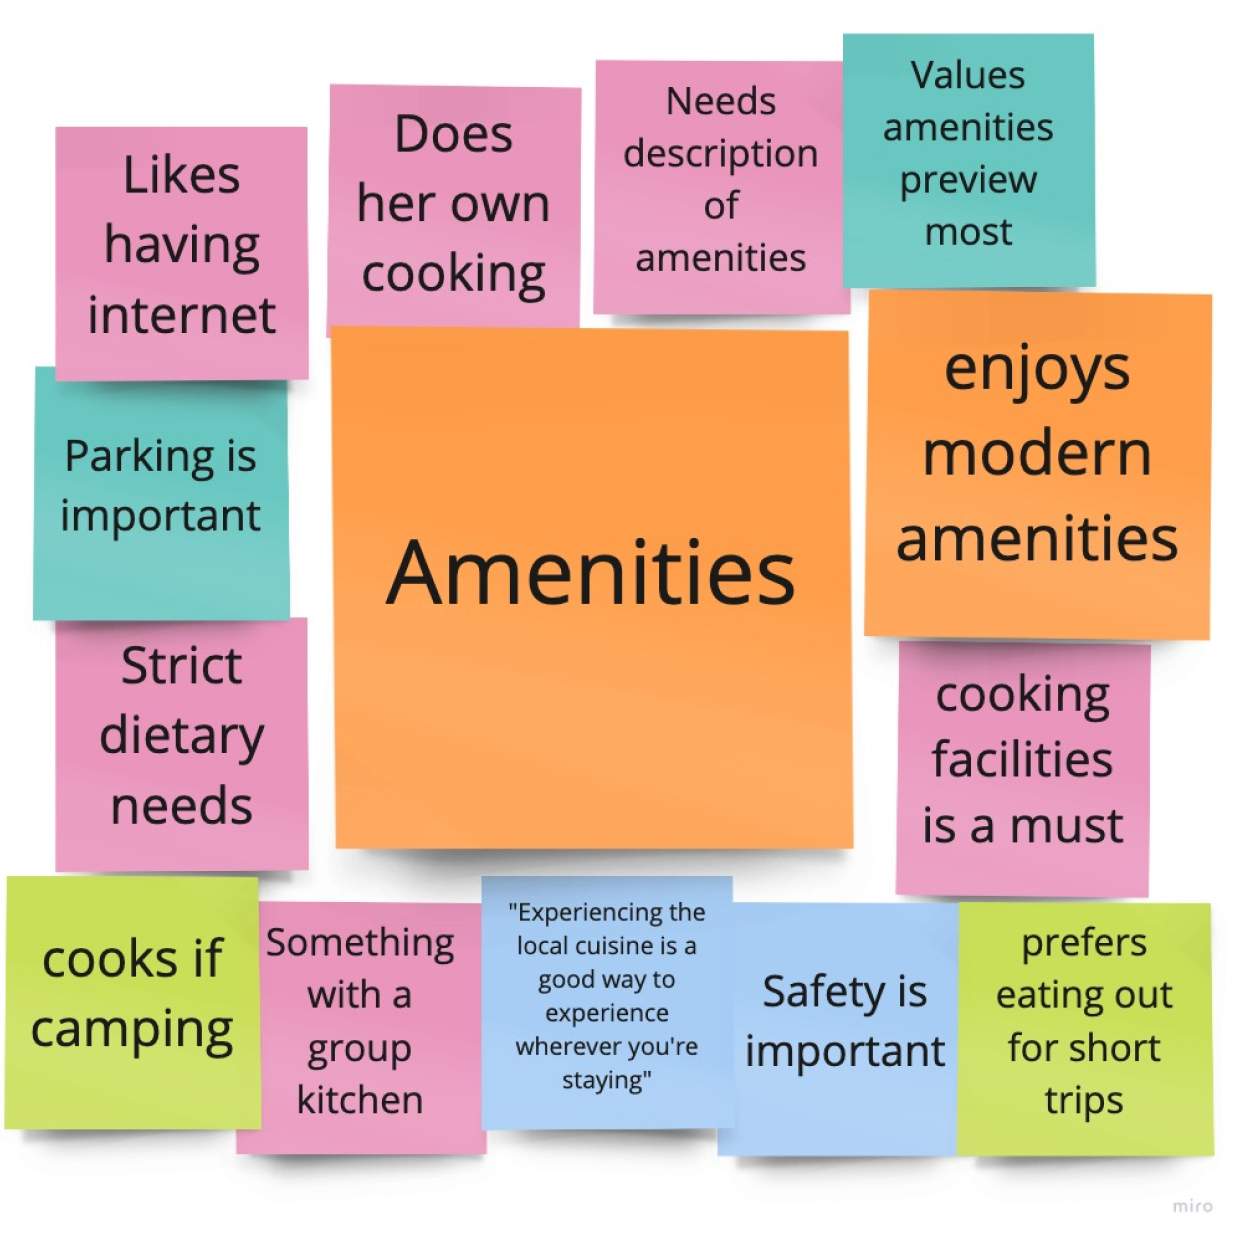 Likes
having
internet
Does
her own
cooking
Needs
description
of
amenities
Values
amenities
preview
most
Parking is
important
Amenities
enjoys
modern
amenities
Strict
dietary
needs
cooking
facilities
is a must
cooks if
camping
Something
with a
group
kitchen
"Experiencing the
local cuisine is a
good way to
experience
wherever you're
staying"
Safety is
important
prefers
eating out
for short
trips
miro